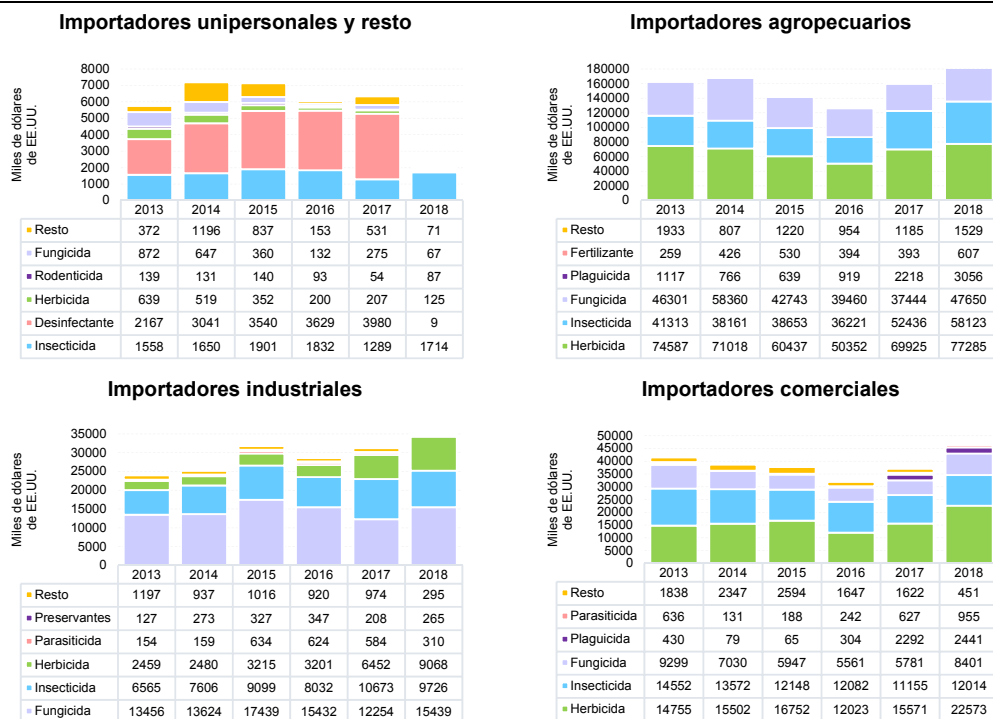 Importadores unipersonales y resto
Miles de dólares
de EE.UU.
8000
7000
6000
5000
4000
3000
2000
1000
0
2013 2014 2015 2016 2017 2018
Resto 372 1196 837 153 531 71
Fungicida 872 647 360 132 275 67
Rodenticida 139 131 140 93 54 87
Herbicida 639 519 352 200 207 125
Desinfectante 2167 3041 3540 3629 3980 9
Insecticida 1558 1650 1901 1832 1289 1714
Importadores agropecuarios
Miles de dólares
de EE.UU.
180000
160000
140000
120000
100000
80000
60000
40000
20000
0
2013 2014 2015 2016 2017 2018
Resto 1933 807 1220 954 1185 1529
Fertilizante 259 426 530 394 393 607
Plaguicida 1117 766 639 919 2218 3056
Fungicida 46301 58360 42743 39460 37444 47650
Insecticida 41313 38161 38653 36221 52436 58123
Herbicida 74587 71018 60437 50352 69925 77285
Importadores industriales
Miles de dólares
de EE.UU.
35000
30000
25000
20000
15000
10000
5000
0
2013 2014 2015 2016 2017 2018
Resto 1197 937 1016 920 974 295
Preservantes 127 273 327 347 208 265
Parasiticida 154 159 634 624 584 310
Herbicida 2459 2480 3215 3201 6452 9068
Insecticida 6565 7606 9099 8032 10673 9726
Fungicida 13456 13624 17439 15432 12254 15439
Importadores comerciales
Miles de dólares
de EE.UU.
50000
45000
40000
35000
30000
25000
20000
15000
10000
5000
0
2013 2014 2015 2016 2017 2018
Resto 1838 2347 2594 1647 1622 451
Parasiticida 636 131 188 242 627 955
Plaguicida 430 79 65 304 2292 2441
Fungicida 9299 7030 5947 5561 5781 8401
Insecticida 14552 13572 12148 12082 11155 12014
Herbicida 14755 15502 16752 12023 15571 22573